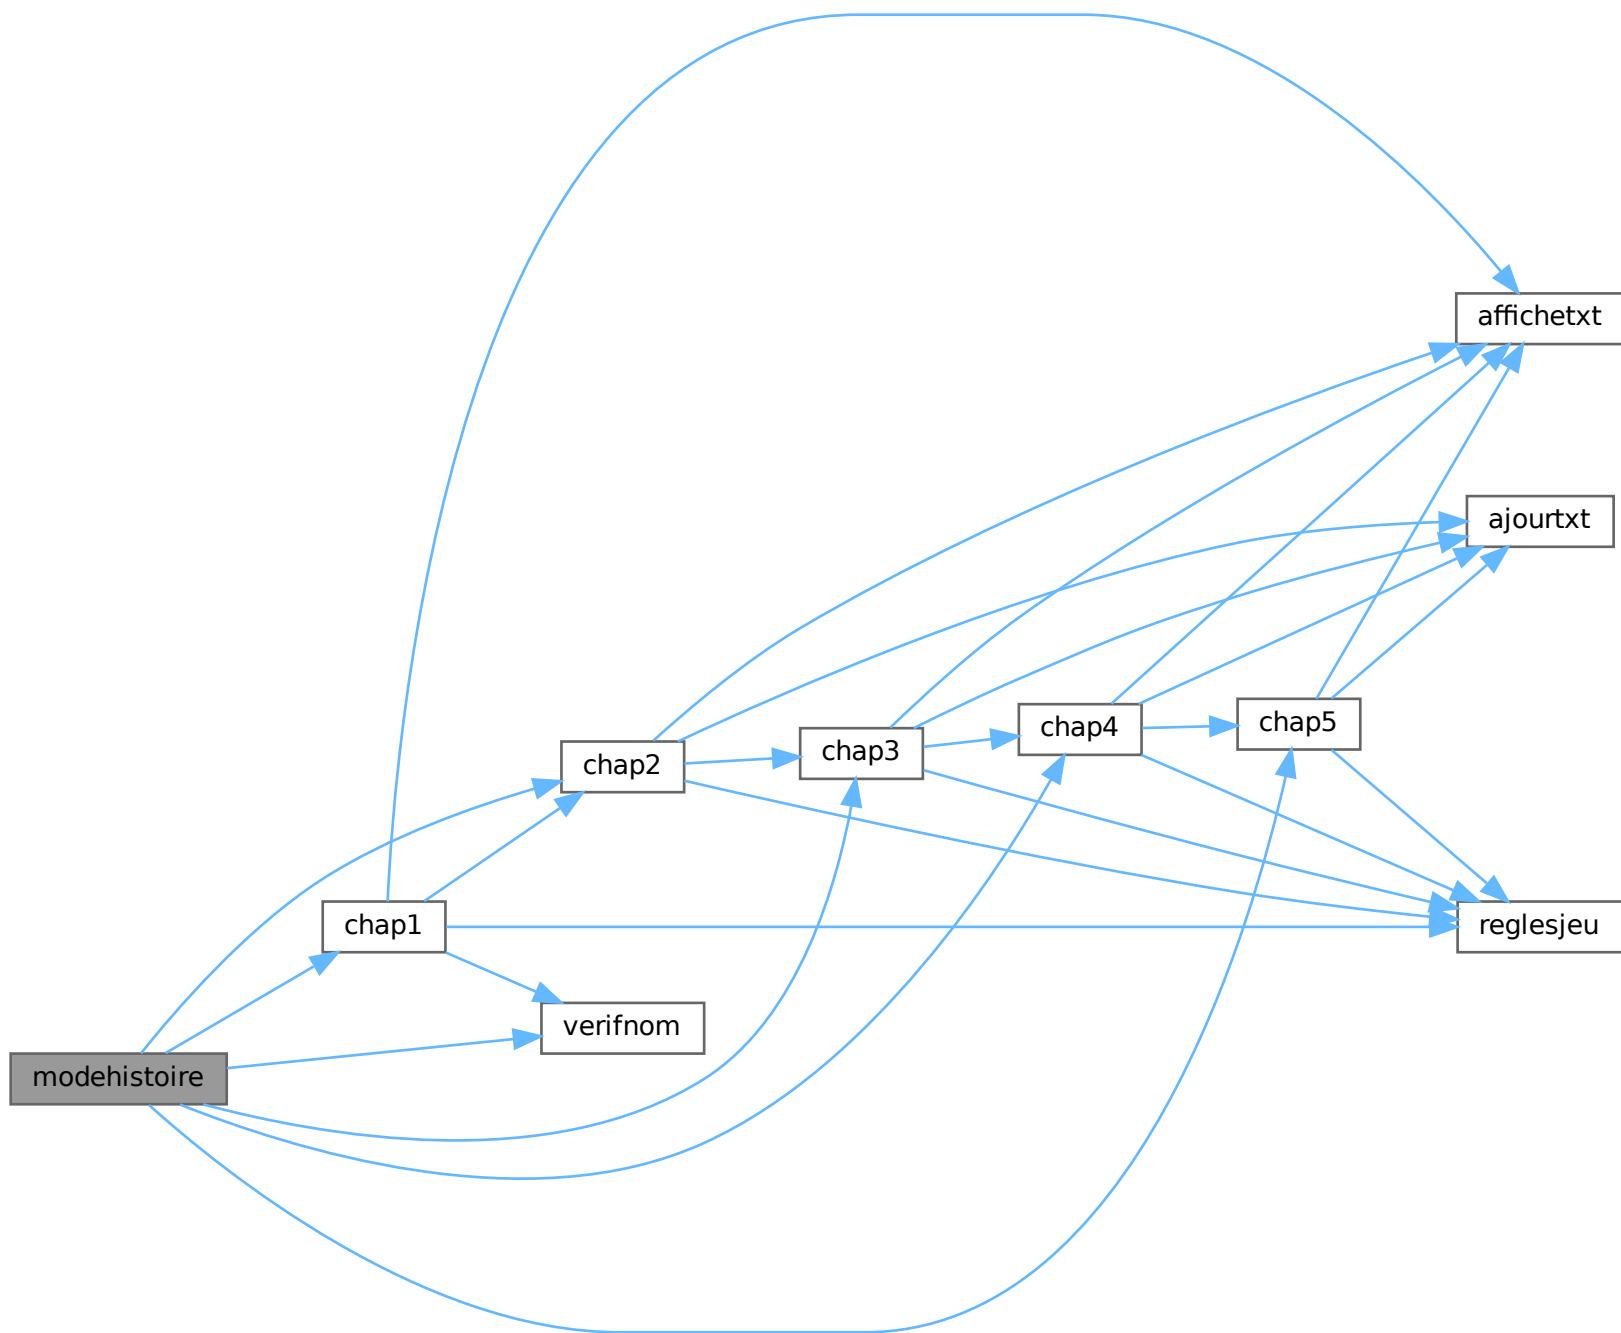 affichetxt
ajourtxt
chap4
chap5
chap3
chap2
chap1
reglesjeu
verifnom
modehistoire